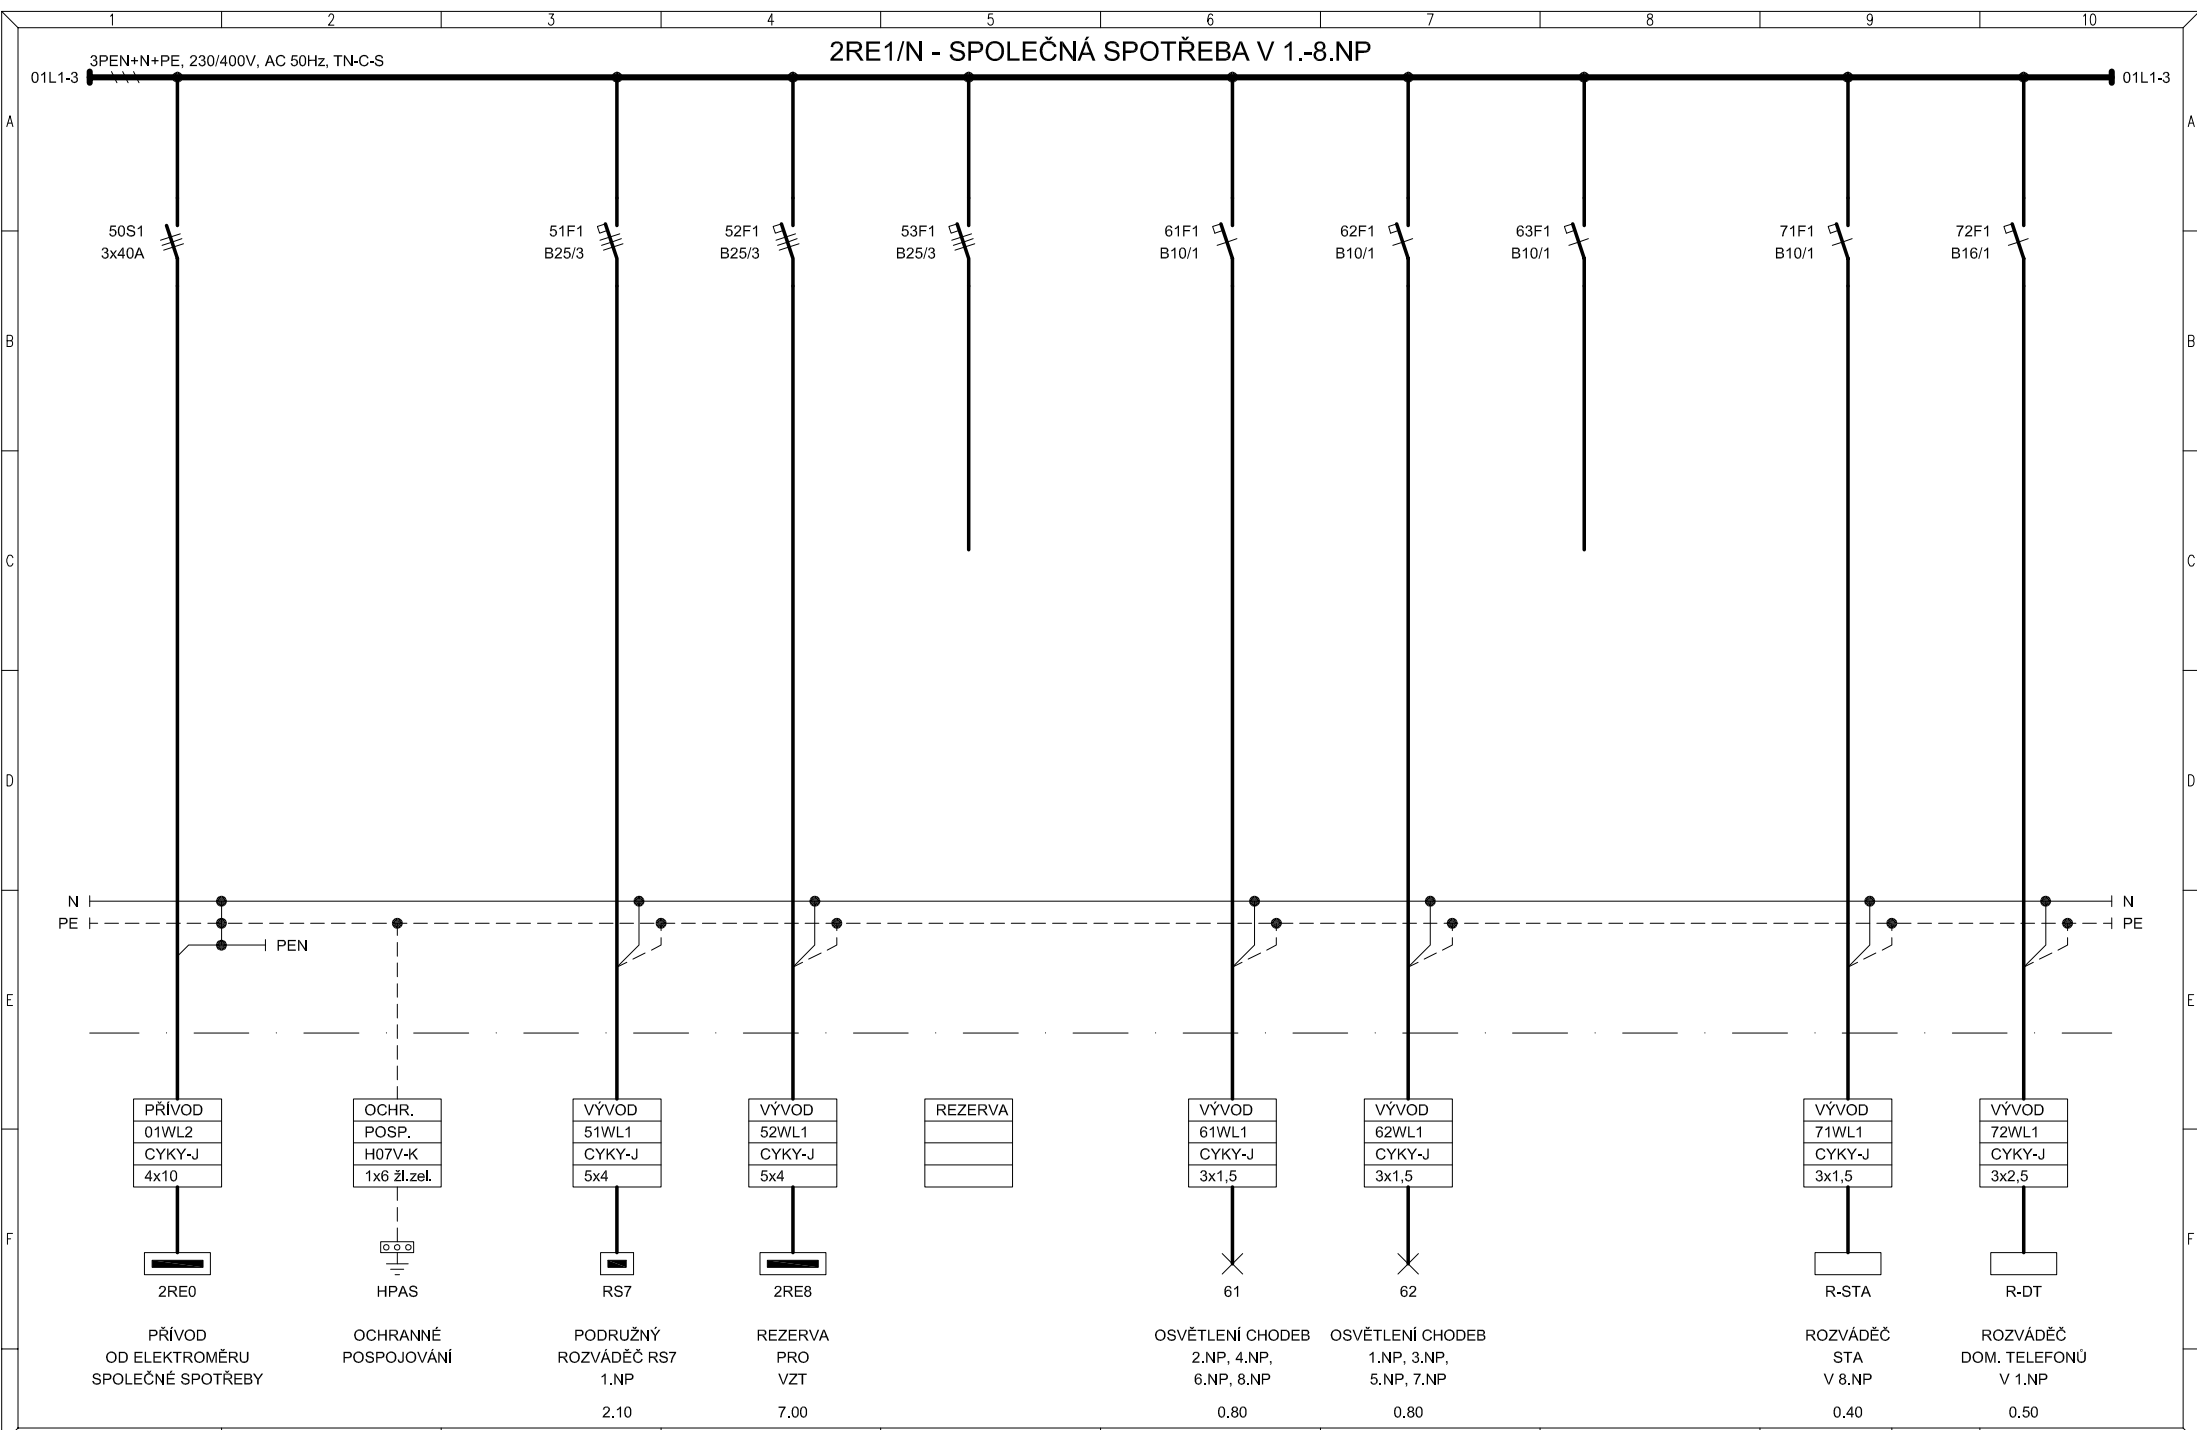 1 2 3 4 5 6 7 8 9 10
2RE1/N - SPOLEČNÁ SPOTŘEBA V 1.-8.NP
3PEN+N+PE, 230/400V, AC 50Hz, TN-C-S
01L1-3 01L1-3
A A
50S1 51F1 52F1 53F1 61F1 62F1 63F1 71F1 72F1
3x40A B25/3 B25/3 B25/3 B10/1 B10/1 B10/1 B10/1 B16/1
B B
C C
D D
N N
PE PE
PEN
E E
PŘÍVOD OCHR. VÝVOD VÝVOD REZERVA VÝVOD VÝVOD VÝVOD VÝVOD
01WL2 POSP. 51WL1 52WL1 61WL1 62WL1 71WL1 72WL1
CYKY-J H07V-K CYKY-J CYKY-J CYKY-J CYKY-J CYKY-J CYKY-J
4x10 1x6 žl.zel. 5x4 5x4 3x1,5 3x1,5 3x1,5 3x2,5
F F
2RE0 HPAS RS7 2RE8 61 62 R-STA R-DT
PŘÍVOD OCHRANNÉ PODRUŽNÝ REZERVA OSVĚTLENÍ CHODEB OSVĚTLENÍ CHODEB ROZVÁDĚČ ROZVÁDĚČ
OD ELEKTROMĚRU POSPOJOVÁNÍ ROZVÁDĚČ RS7 PRO 2.NP, 4.NP, 1.NP, 3.NP, STA DOM. TELEFONŮ
SPOLEČNÉ SPOTŘEBY 1.NP VZT 6.NP, 8.NP 5.NP, 7.NP V 8.NP V 1.NP
2.10 7.00 0.80 0.80 0.40 0.50